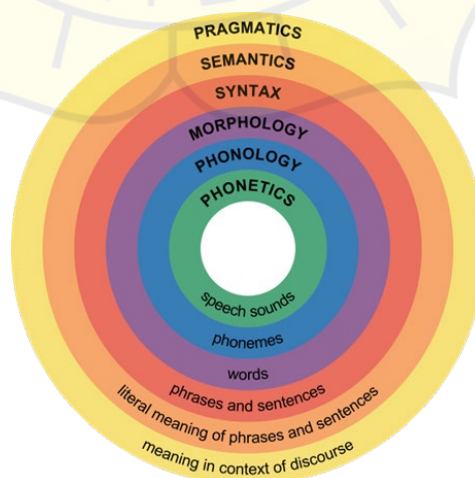 PRAGMATICS
SEMANTICS
SYNTAX
MORPHOLOGY
PHONOLOGY
PHONETICS
speech sounds
phonemes
words
phrases and sentences
literal meaning of phrases and sentences
meaning in context of discourse